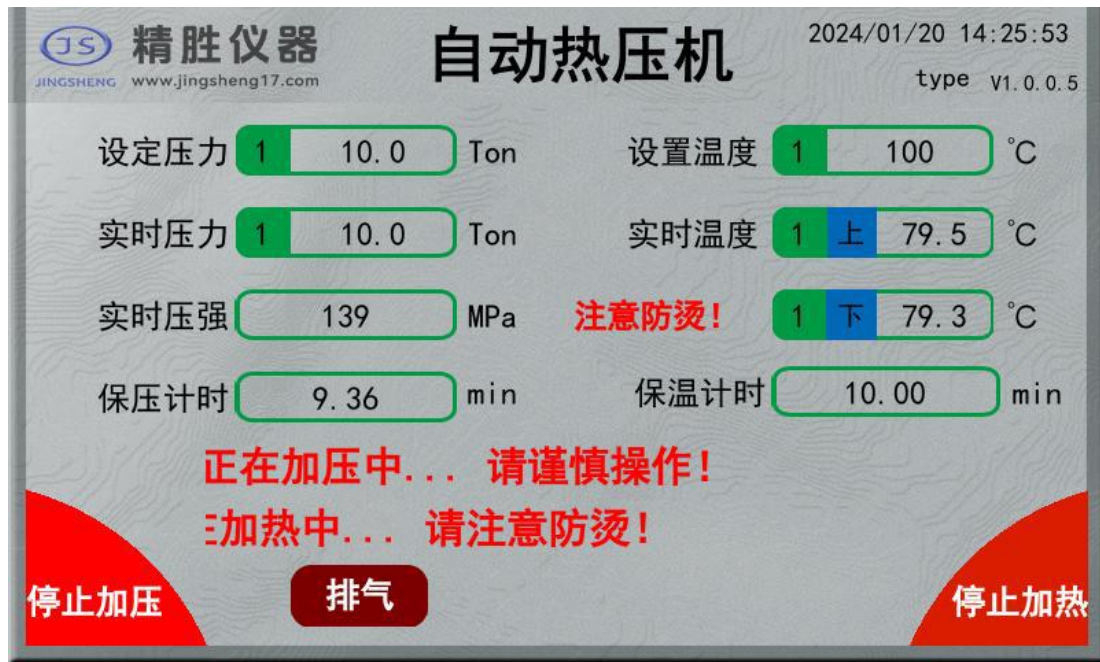 JS 精胜仪器 自动热压机 2024/01/20 14:25:53
JINGSHENG www.jingsheng17.com type V1.0.0.5
设定压力 1 10.0 Ton 设置温度 1 100 °C
实时压力 1 10.0 Ton 实时温度 1 上 79.5 °C
实时压强 139 MPa 注意防烫! 1 下 79.3 °C
保压计时 9.36 min 保温计时 10.00 min
正在加压中... 请谨慎操作!
加热中... 请注意防烫!
停止加压 排气 停止加热